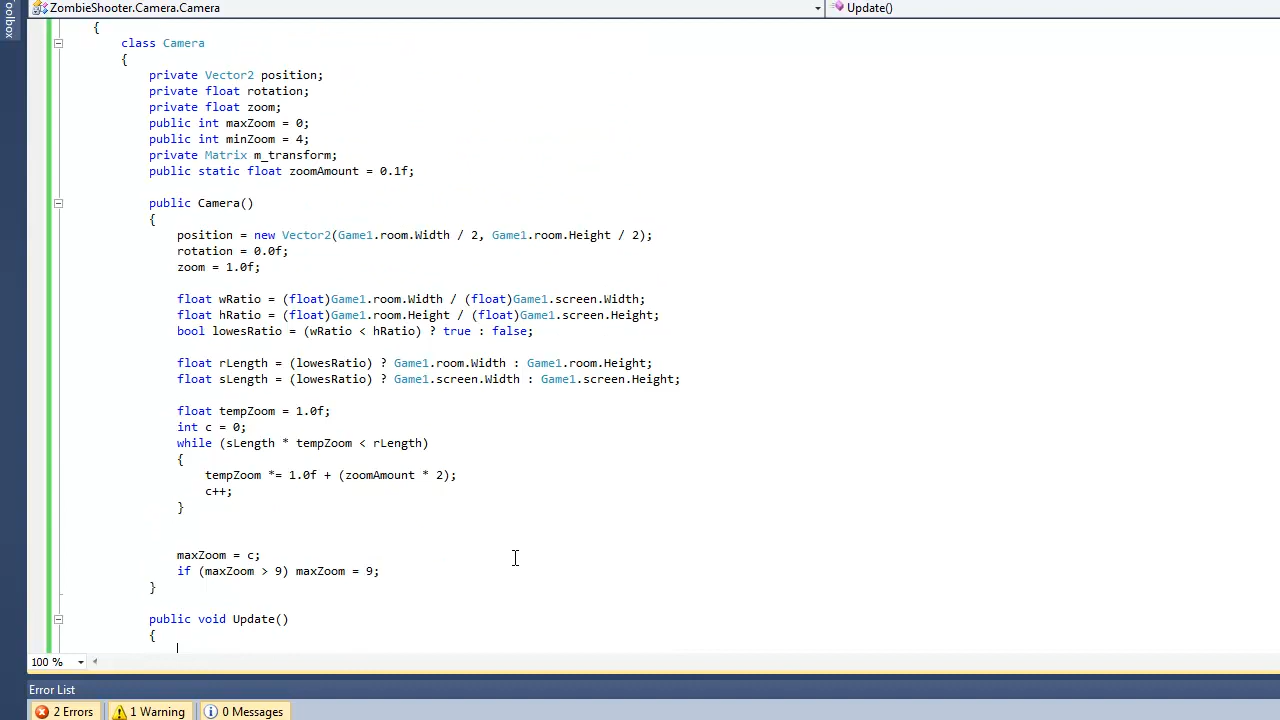 oolbox
ZombieShooter.Camera.Camera
Update()
{
class Camera
{
private Vector2 position;
private float rotation;
private float zoom;
public int maxZoom = 0;
public int minZoom = 4;
private Matrix m_transform;
public static float zoomAmount = 0.1f;
public Camera()
{
position = new Vector2(Game1.room.Width / 2, Game1.room.Height / 2);
rotation = 0.0f;
zoom = 1.0f;
float wRatio = (float)Game1.room.Width / (float)Game1.screen.Width;
float hRatio = (float)Game1.room.Height / (float)Game1.screen.Height;
bool lowesRatio = (wRatio < hRatio) ? true : false;
float rLength = (lowesRatio) ? Game1.room.Width : Game1.room.Height;
float sLength = (lowesRatio) ? Game1.screen.Width : Game1.screen.Height;
float tempZoom = 1.0f;
int c = 0;
while (sLength * tempZoom < rLength)
{
tempZoom *= 1.0f + (zoomAmount * 2);
c++;
}
maxZoom = c;
if (maxZoom > 9) maxZoom = 9;
}
public void Update()
{
100 %
Error List
2 Errors
1 Warning
0 Messages